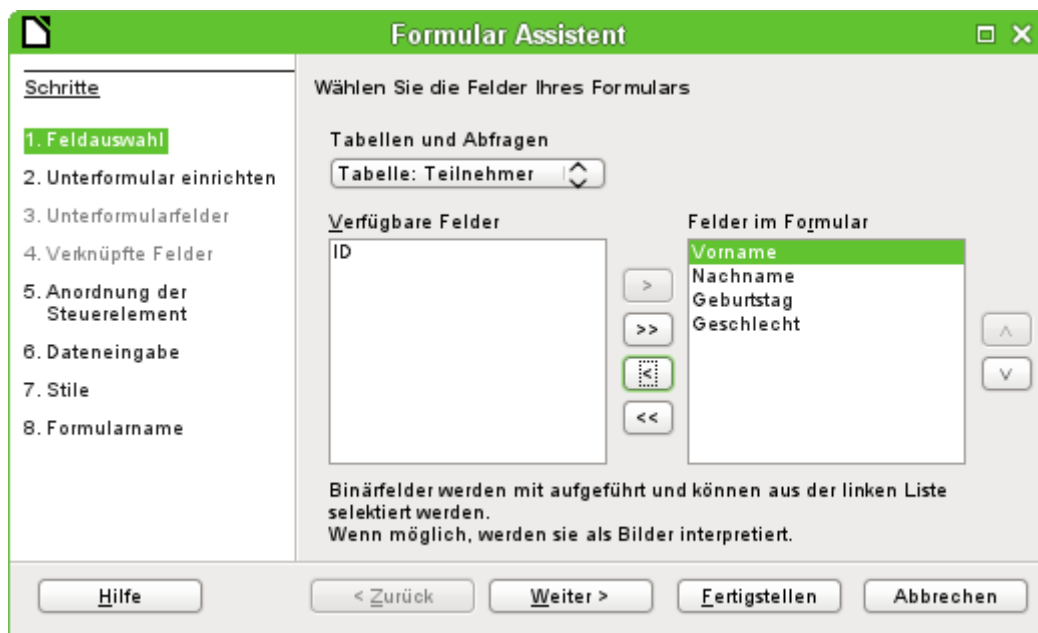 Formular Assistent
Schritte
1. Feldauswahl
2. Unterformular einrichten
3. Unterformularfelder
4. Verknüpfte Felder
5. Anordnung der
Steuerelement
6. Dateneingabe
7. Stile
8. Formularname
Wählen Sie die Felder Ihres Formulars
Tabellen und Abfragen
Tabelle: Teilnehmer
Verfügbare Felder
ID
>
>>
<
<<
Felder im Formular
Vorname
Nachname
Geburtstag
Geschlecht
Binärfelder werden mit aufgeführt und können aus der linken Liste
selektiert werden.
Wenn möglich, werden sie als Bilder interpretiert.
Hilfe
< Zurück
Weiter >
Fertigstellen
Abbrechen